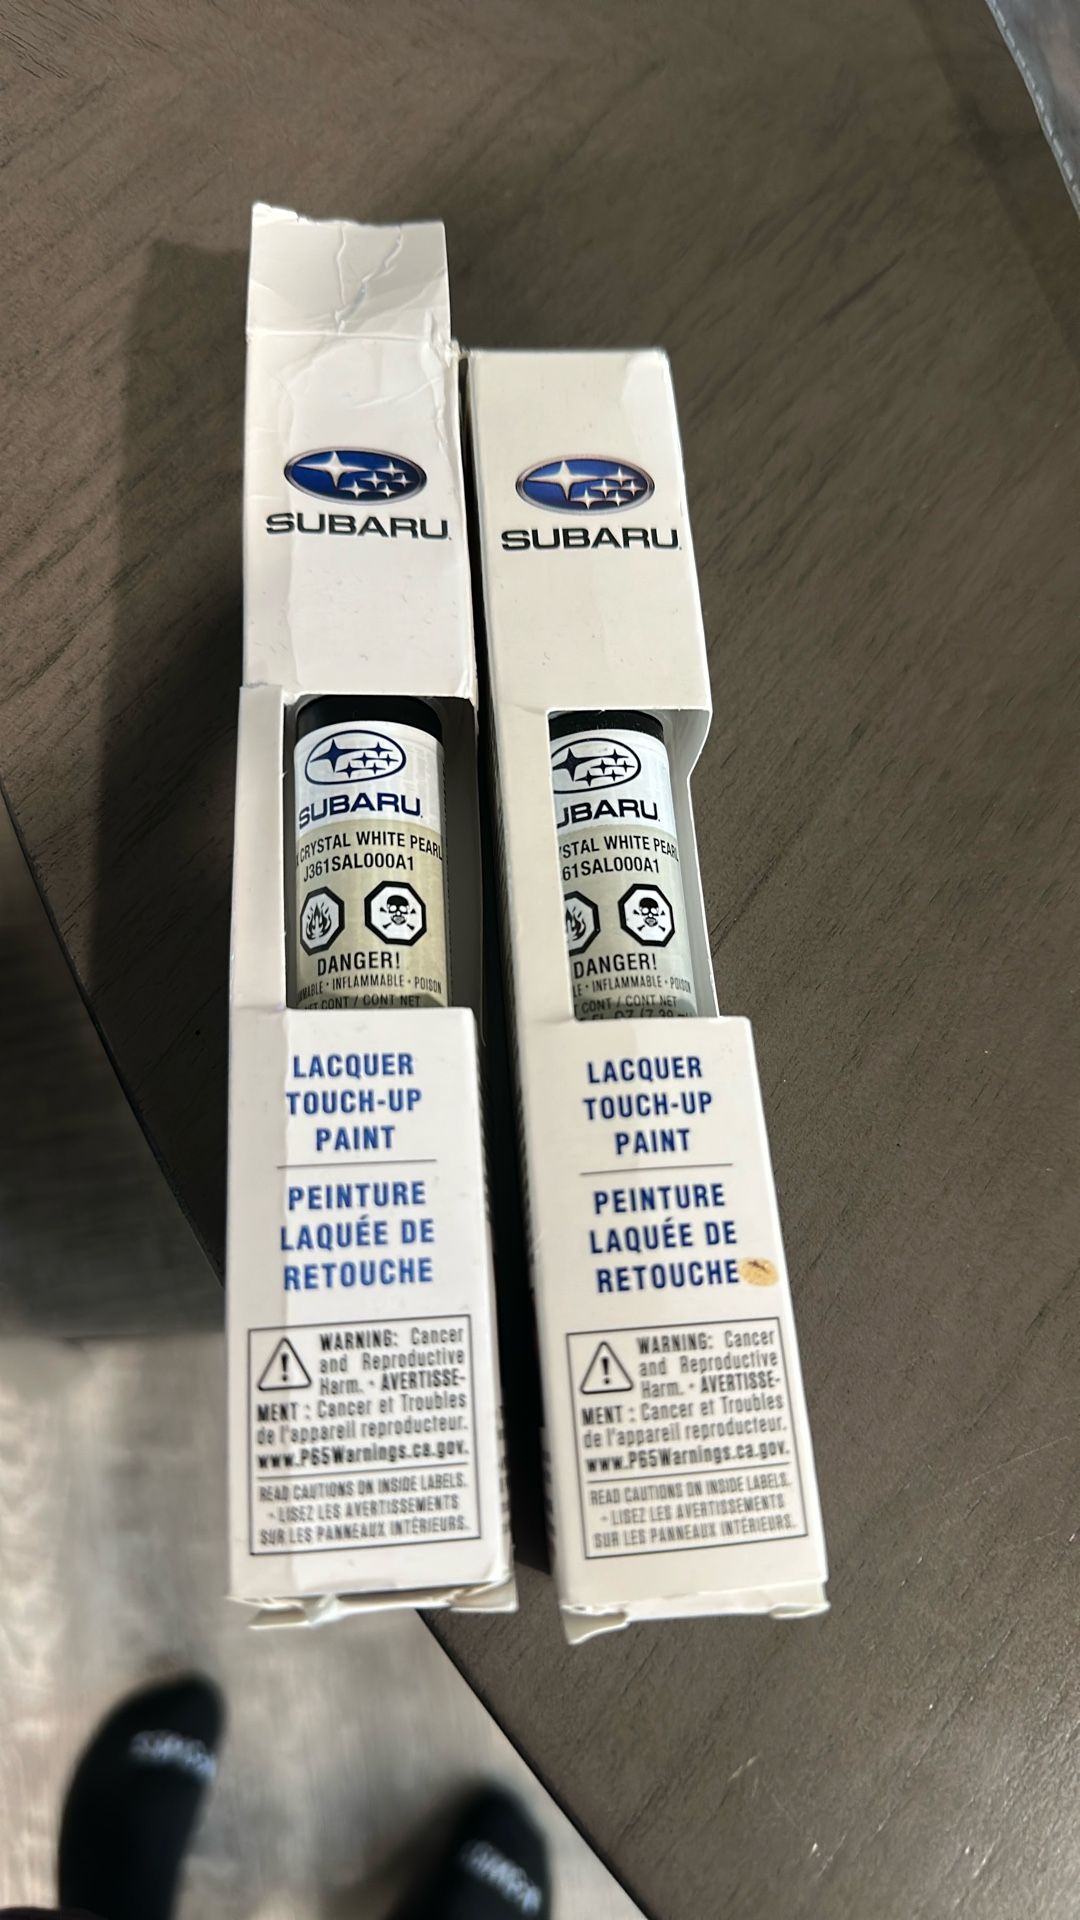 SUBARU
SUBARU
CRYSTAL WHITE PEARL
J361SAL000A1
DANGER!
INFLAMMABLE • POISON
NET CONT / CONT NET
LACQUER
TOUCH-UP
PAINT
PEINTURE
LAQUÉE DE
RETOUCHE
WARNING: Cancer
and Reproductive
Harm. • AVERTISSE-
MENT : Cancer et Troubles
de l'appareil reproducteur.
www.P65Warnings.ca.gov.
READ CAUTIONS ON INSIDE LABELS.
• LISEZ LES AVERTISSEMENTS
SUR LES PANNEAUX INTÉRIEURS.
SUBARU
UBARU
YSTAL WHITE PEARL
61SAL000A1
DANGER!
LE • INFLAMMABLE • POISON
T CONT / CONT NET
LACQUER
TOUCH-UP
PAINT
PEINTURE
LAQUÉE DE
RETOUCHE
WARNING: Cancer
and Reproductive
Harm. • AVERTISSE-
MENT : Cancer et Troubles
de l'appareil reproducteur.
www.P65Warnings.ca.gov.
READ CAUTIONS ON INSIDE LABELS.
• LISEZ LES AVERTISSEMENTS
SUR LES PANNEAUX INTÉRIEURS.